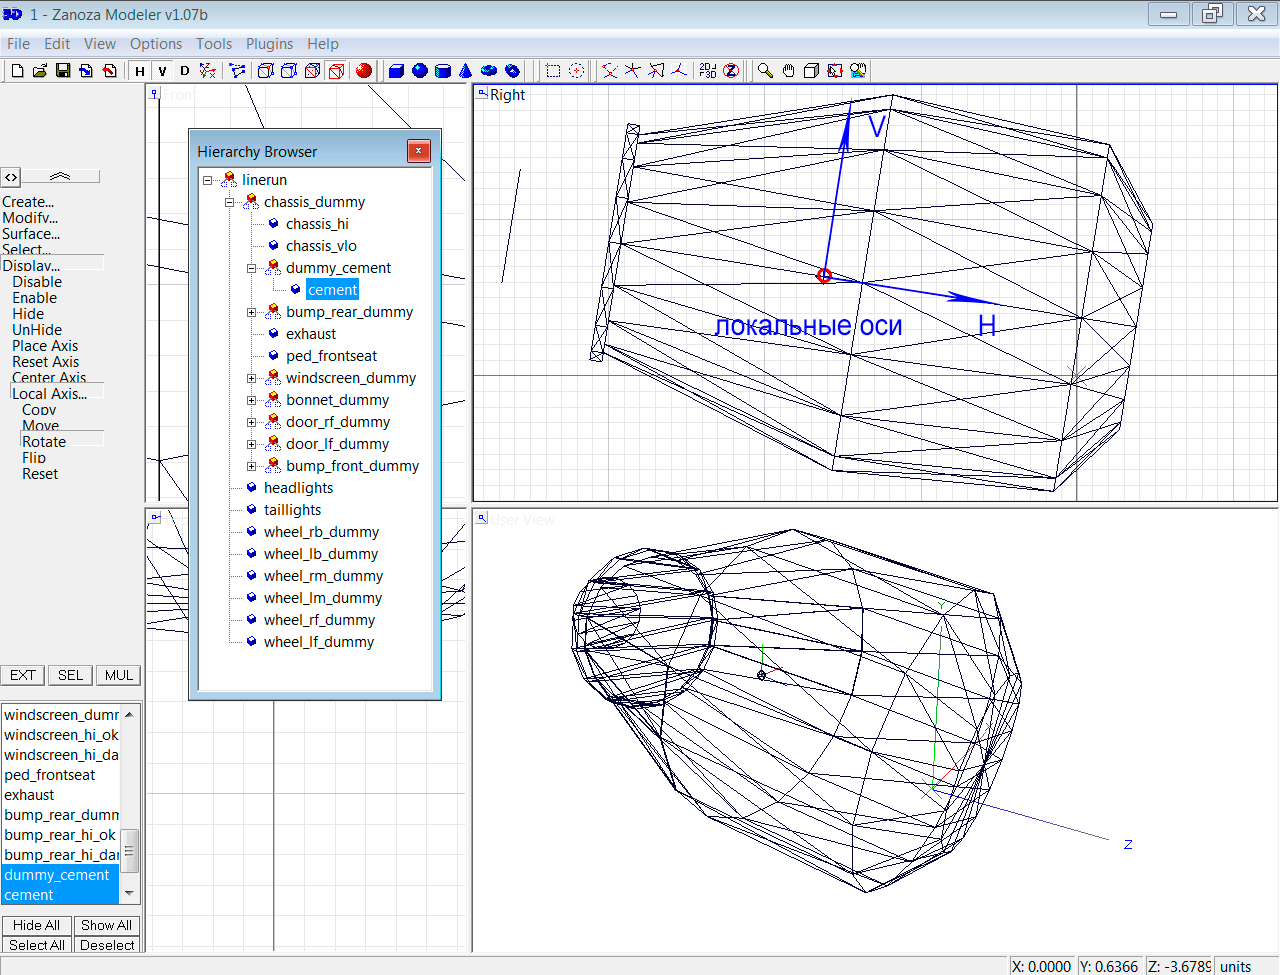 1 - Zanoza Modeler v1.07b
File Edit View Options Tools Plugins Help
H V D
2D F3D Z
Front
Right
Create...
Modify...
Surface...
Select...
Display...
Disable
Enable
Hide
UnHide
Place Axis
Reset Axis
Center Axis
Local Axis...
Copy
Move
Rotate
Flip
Reset
EXT SEL MUL
windscreen_dumr
windscreen_hi_ok
windscreen_hi_da
ped_frontseat
exhaust
bump_rear_dumm
bump_rear_hi_ok
bump_rear_hi_dar
dummy_cement
cement
Hide All Show All
Select All Deselect
Hierarchy Browser
linerun
chassis_dummy
chassis_hi
chassis_vlo
dummy_cement
cement
bump_rear_dummy
exhaust
ped_frontseat
windscreen_dummy
bonnet_dummy
door_rf_dummy
door_lf_dummy
bump_front_dummy
headlights
taillights
wheel_rb_dummy
wheel_lb_dummy
wheel_rm_dummy
wheel_lm_dummy
wheel_rf_dummy
wheel_lf_dummy
V
локальные оси
H
User View
Y
Z
X: 0.0000 Y: 0.6366 Z: -3.6789 units